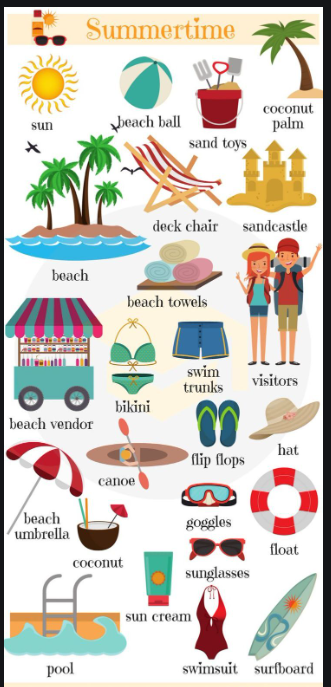 Summertime
sun
beach ball
sand toys
coconut
palm
beach
deck chair
sandcastle
beach towels
beach vendor
bikini
swim
trunks
visitors
canoe
flip flops
hat
beach
umbrella
coconut
goggles
float
sunglasses
sun cream
pool
swimsuit
surfboard